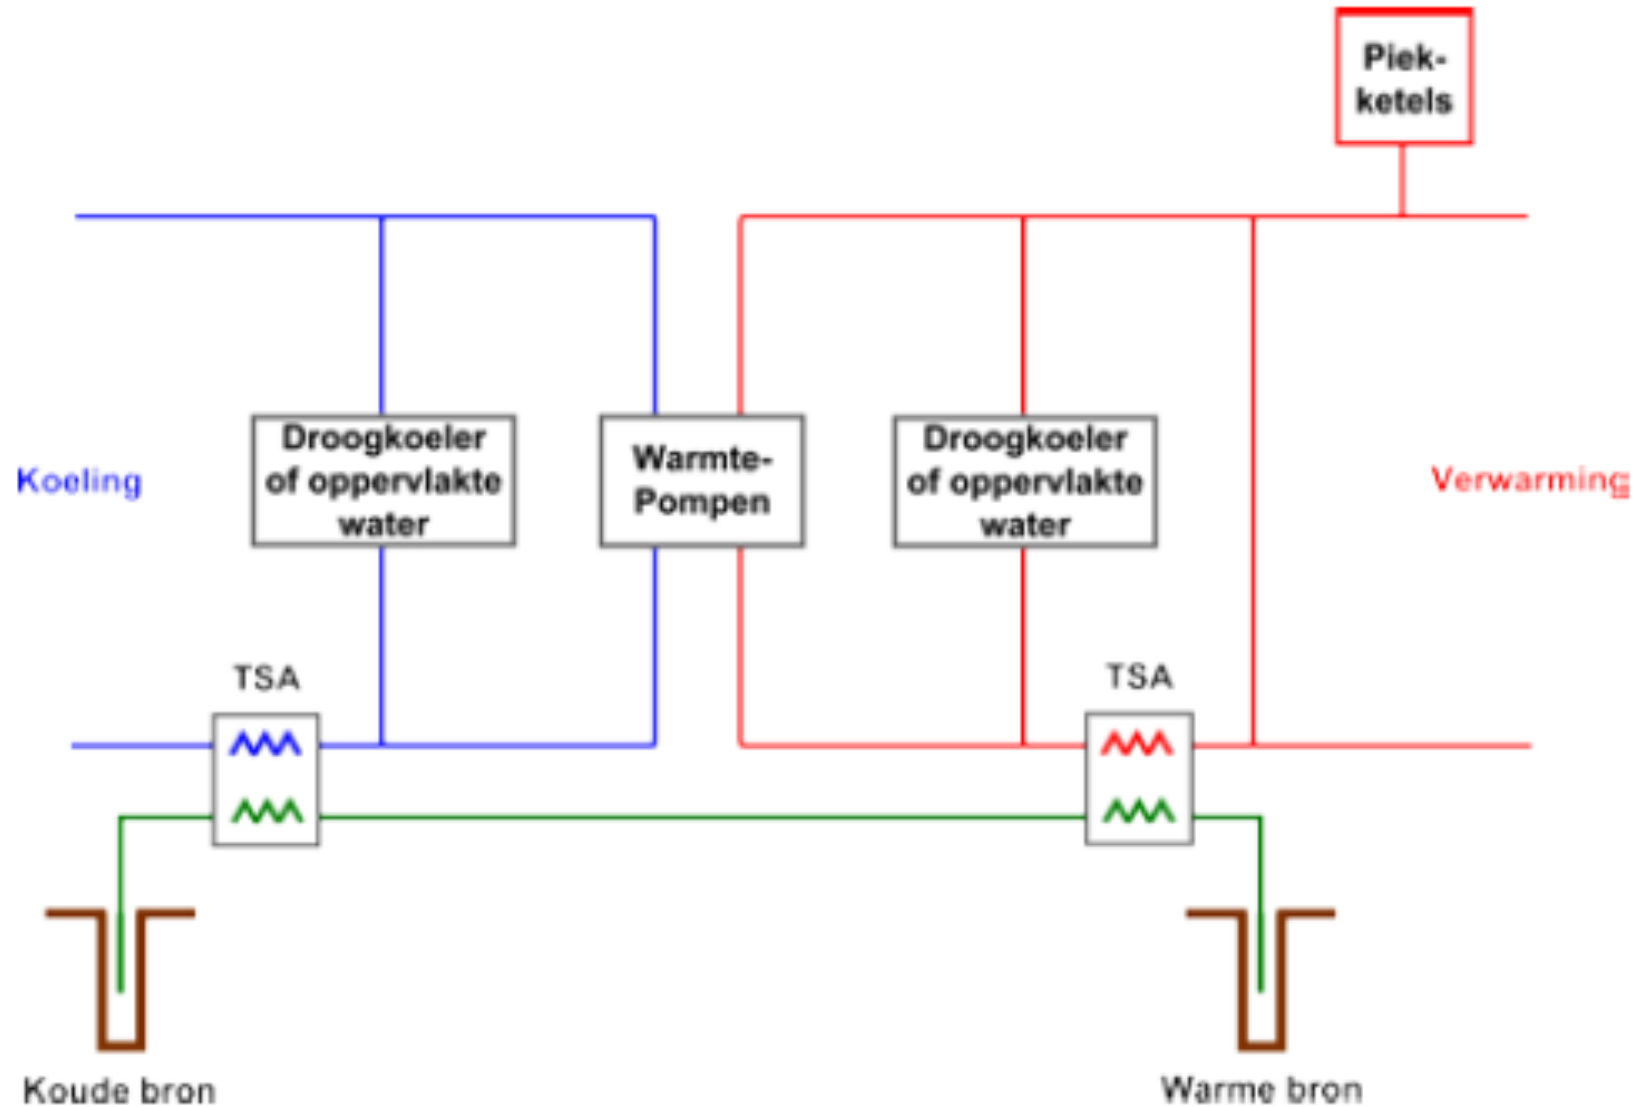 Piek-
ketels
Droogkoeler
of oppervlakte
water
Warmte-
Pompen
Droogkoeler
of oppervlakte
water
Koeling
Verwarming
TSA
TSA
Koude bron
Warme bron